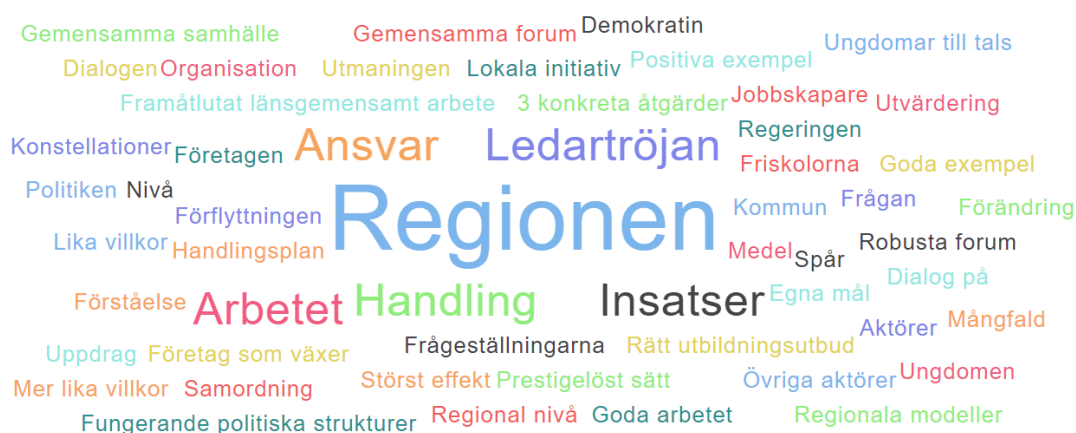 Gemensamma samhälle Gemensamma forum Demokratin Ungdomar till tals
Dialogen Organisation Utmaningen Lokala initiativ Positiva exempel
Framåtlutat länsgemensamt arbete 3 konkreta åtgärder Jobbskapare Utvärdering
Konstellationer Företagen Ansvar Ledartröjan Regeringen
Friskolorna Goda exempel
Politiken Nivå Förflyttningen Regionen Kommun Frågan Förändring
Lika villkor Handlingsplan Medel Spår Robusta forum
Förståelse Arbetet Handling Insatser Egna mål Dialog på
Aktörer Mångfald
Uppdrag Företag som växer Frågeställningarna Rätt utbildningsutbud
Mer lika villkor Samordning Störst effekt Prestigelöst sätt Övriga aktörer Ungdomen
Fungerande politiska strukturer Regional nivå Goda arbetet Regionala modeller